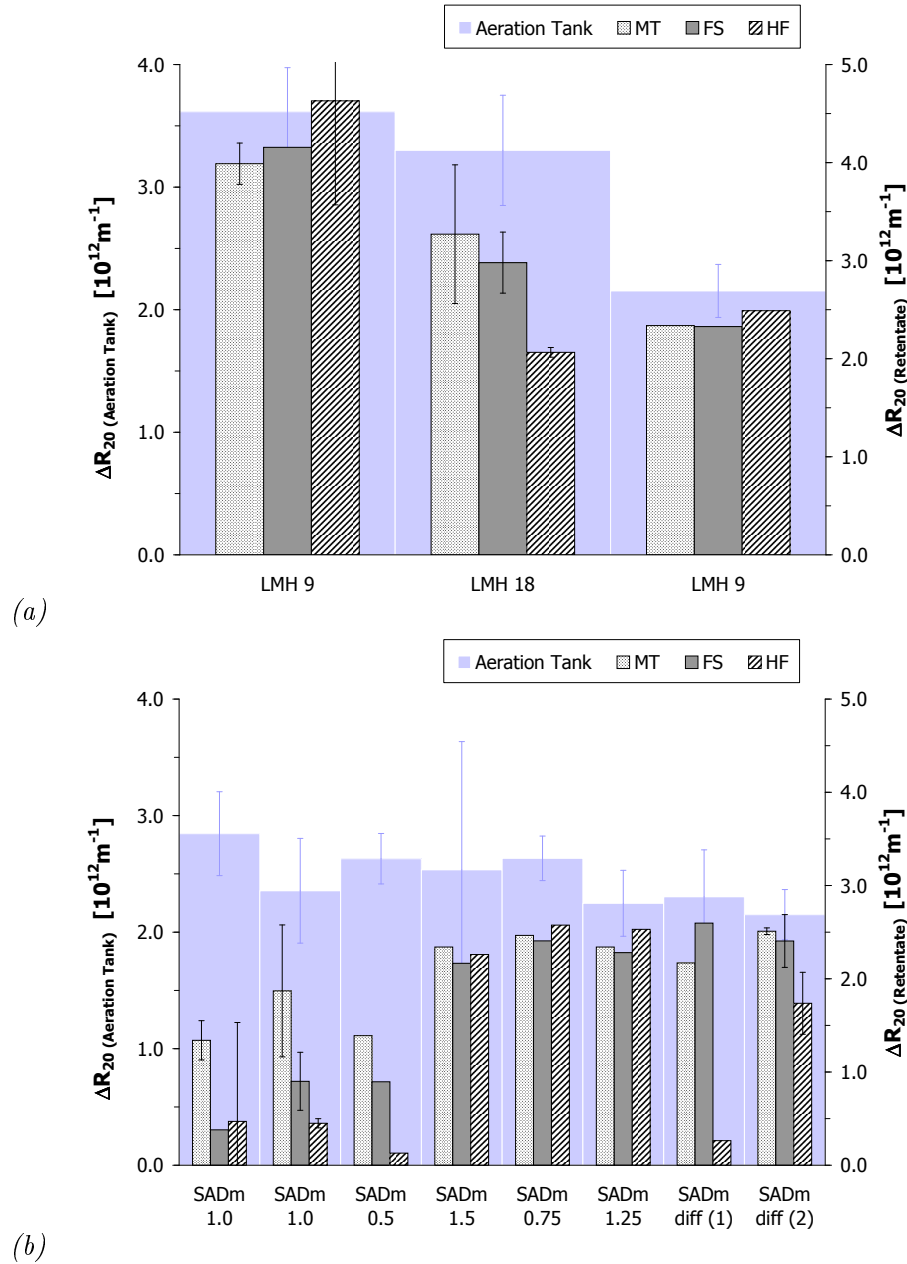 Aeration Tank MT FS HF
4.0 5.0
4.0
3.0
3.0
2.0
2.0
1.0
1.0
0.0 0.0
ΔR20 (Aeration Tank) [10^12 m^-1]
ΔR20 (Retentate) [10^12 m^-1]
LMH 9 LMH 18 LMH 9
(a)
Aeration Tank MT FS HF
4.0 5.0
4.0
3.0
3.0
2.0
2.0
1.0
1.0
0.0 0.0
ΔR20 (Aeration Tank) [10^12 m^-1]
ΔR20 (Retentate) [10^12 m^-1]
SADm SADm SADm SADm SADm SADm SADm SADm
1.0 1.0 0.5 1.5 0.75 1.25 diff (1) diff (2)
(b)